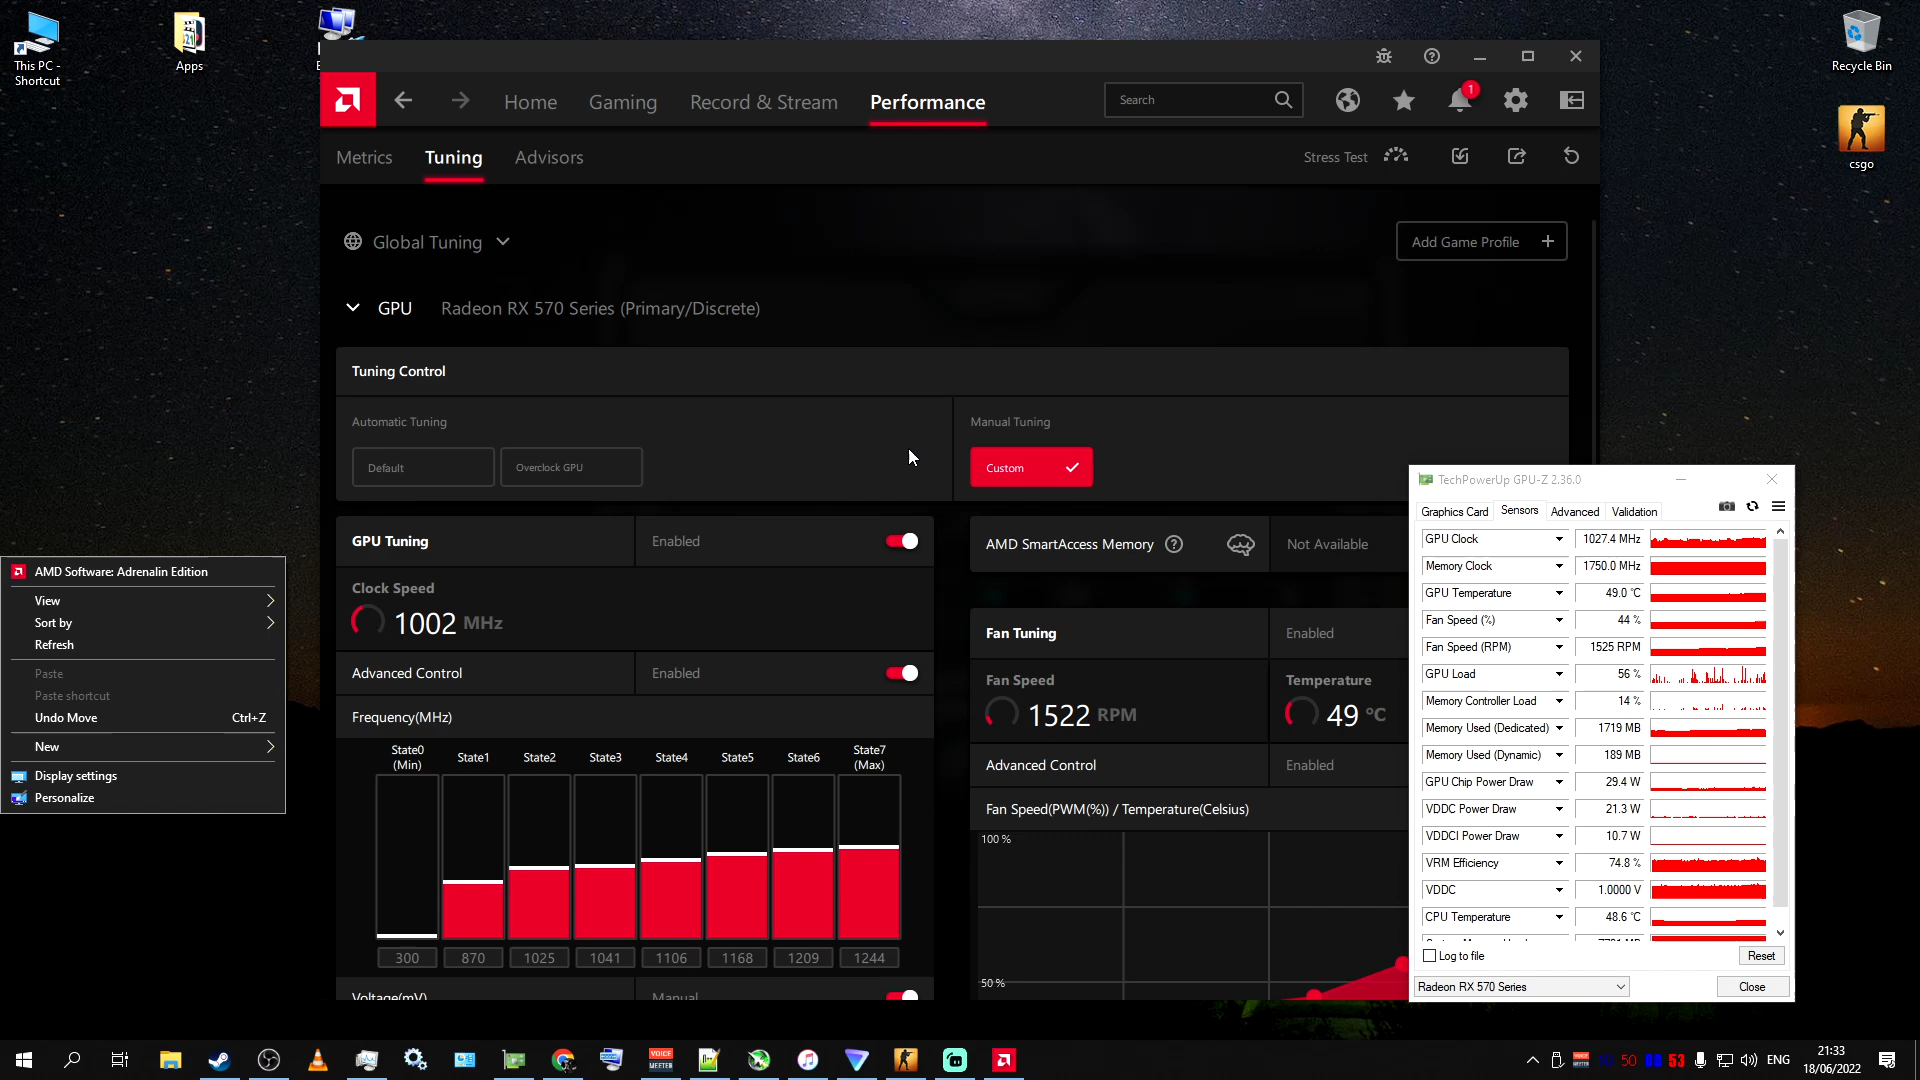 This PC -
Shortcut
Apps
Recycle Bin
csgo
Home
Gaming
Record & Stream
Performance
Search
1
Metrics
Tuning
Advisors
Stress Test
Global Tuning
Add Game Profile
GPU
Radeon RX 570 Series (Primary/Discrete)
Tuning Control
Automatic Tuning
Default
Overclock GPU
Manual Tuning
Custom
GPU Tuning
Enabled
Clock Speed
1002 MHz
Advanced Control
Enabled
Frequency(MHz)
State0
(Min)
State1
State2
State3
State4
State5
State6
State7
(Max)
300
870
1025
1041
1106
1168
1209
1244
Voltage(mV)
Manual
AMD SmartAccess Memory
Not Available
Fan Tuning
Enabled
Fan Speed
1522 RPM
Temperature
49 °C
Advanced Control
Enabled
Fan Speed(PWM(%)) / Temperature(Celsius)
100 %
50 %
AMD Software: Adrenalin Edition
View
Sort by
Refresh
Paste
Paste shortcut
Undo Move Ctrl+Z
New
Display settings
Personalize
TechPowerUp GPU-Z 2.36.0
Graphics Card
Sensors
Advanced
Validation
GPU Clock 1027.4 MHz
Memory Clock 1750.0 MHz
GPU Temperature 49.0 °C
Fan Speed (%) 44 %
Fan Speed (RPM) 1525 RPM
GPU Load 56 %
Memory Controller Load 14 %
Memory Used (Dedicated) 1719 MB
Memory Used (Dynamic) 189 MB
GPU Chip Power Draw 29.4 W
VDDC Power Draw 21.3 W
VDDCI Power Draw 10.7 W
VRM Efficiency 74.8 %
VDDC 1.0000 V
CPU Temperature 48.6 °C
Log to file
Reset
Radeon RX 570 Series
Close
VOICE
MEETER
50
53
ENG
21:33
18/06/2022